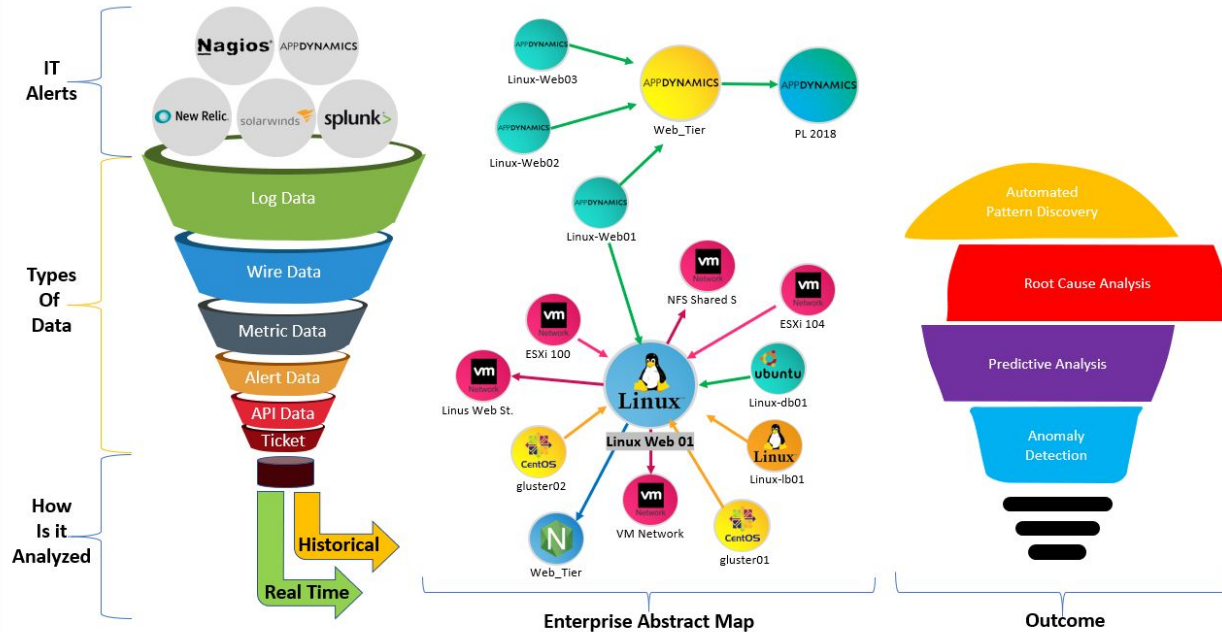 IT
Alerts
Nagios®
APPDYNAMICS
New Relic.
solarwinds
splunk>
Types
Of
Data
Log Data
Wire Data
Metric Data
Alert Data
API Data
Ticket
How
Is it
Analyzed
Historical
Real Time
APPDYNAMICS
Linux-Web03
APPDYNAMICS
Linux-Web02
APPDYNAMICS
Web_Tier
APPDYNAMICS
PL 2018
APPDYNAMICS
Linux-Web01
vm
Network
NFS Shared S
vm
Network
ESXi 104
vm
Network
ESXi 100
vm
Network
Linus Web St.
Linux
Linux Web 01
ubuntu
Linux-db01
CentOS
gluster02
Linux
Linux-lb01
vm
Network
VM Network
CentOS
gluster01
N
Web_Tier
Enterprise Abstract Map
Automated
Pattern Discovery
Root Cause Analysis
Predictive Analysis
Anomaly
Detection
Outcome